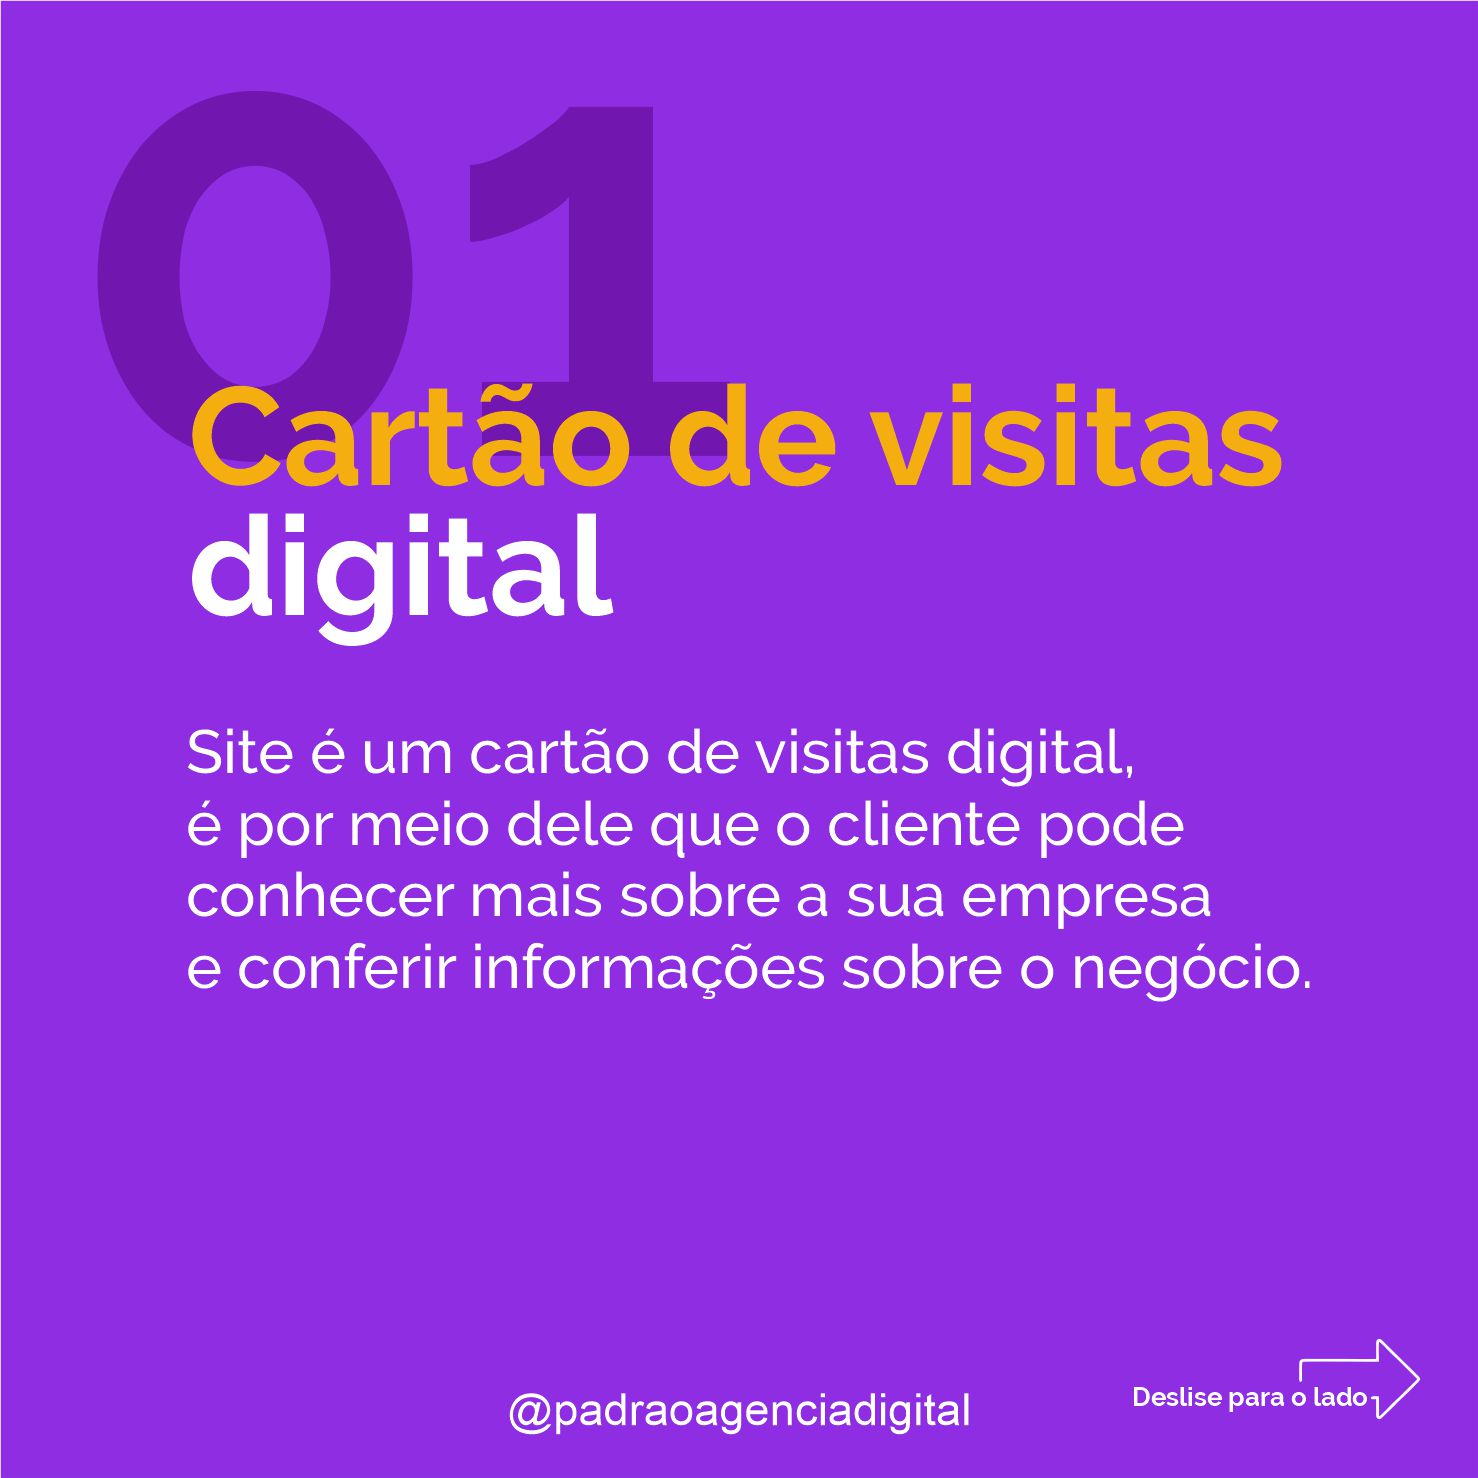 01
Cartão de visitas
digital
Site é um cartão de visitas digital,
é por meio dele que o cliente pode
conhecer mais sobre a sua empresa
e conferir informações sobre o negócio.
Deslise para o lado
@padraoagenciadigital